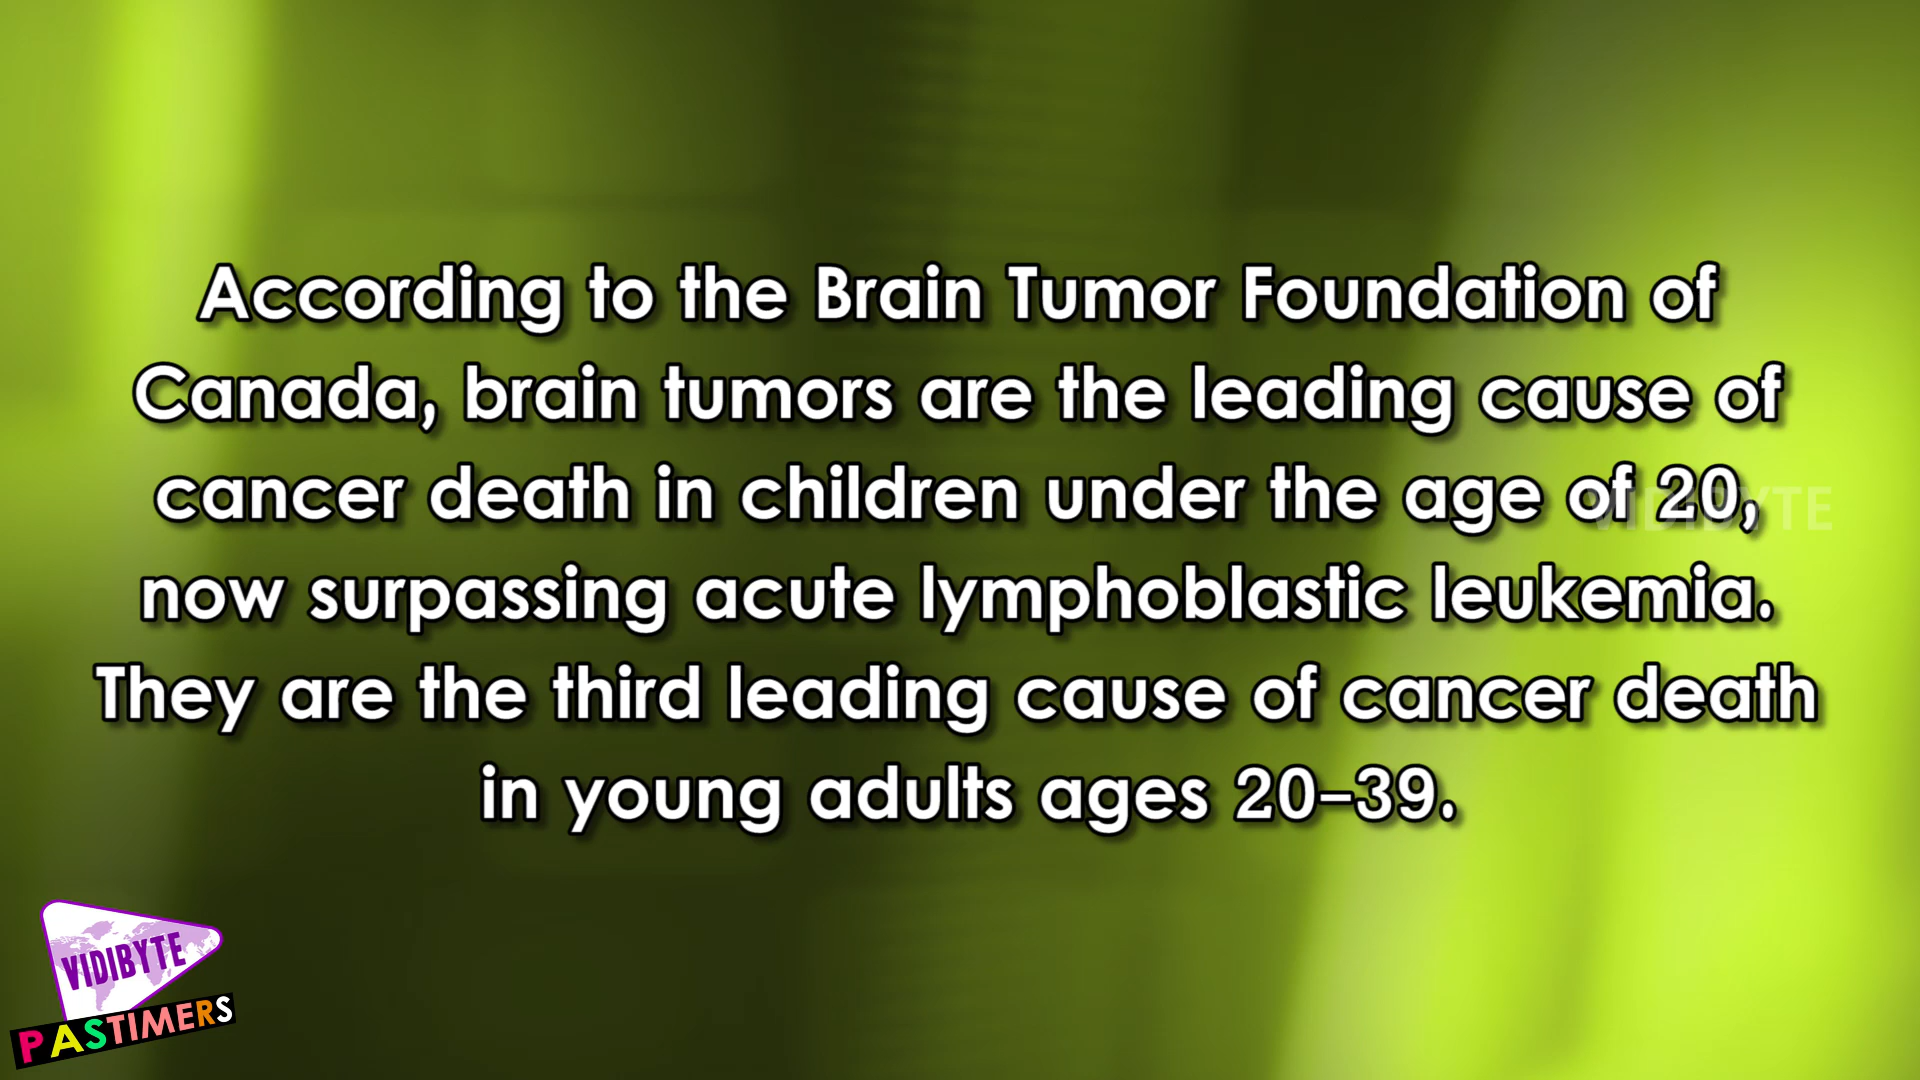 According to the Brain Tumor Foundation of
Canada, brain tumors are the leading cause of
cancer death in children under the age of 20,
now surpassing acute lymphoblastic leukemia.
They are the third leading cause of cancer death
in young adults ages 20–39.
VIDIBYTE
VIDIBYTE
PASTIMERS